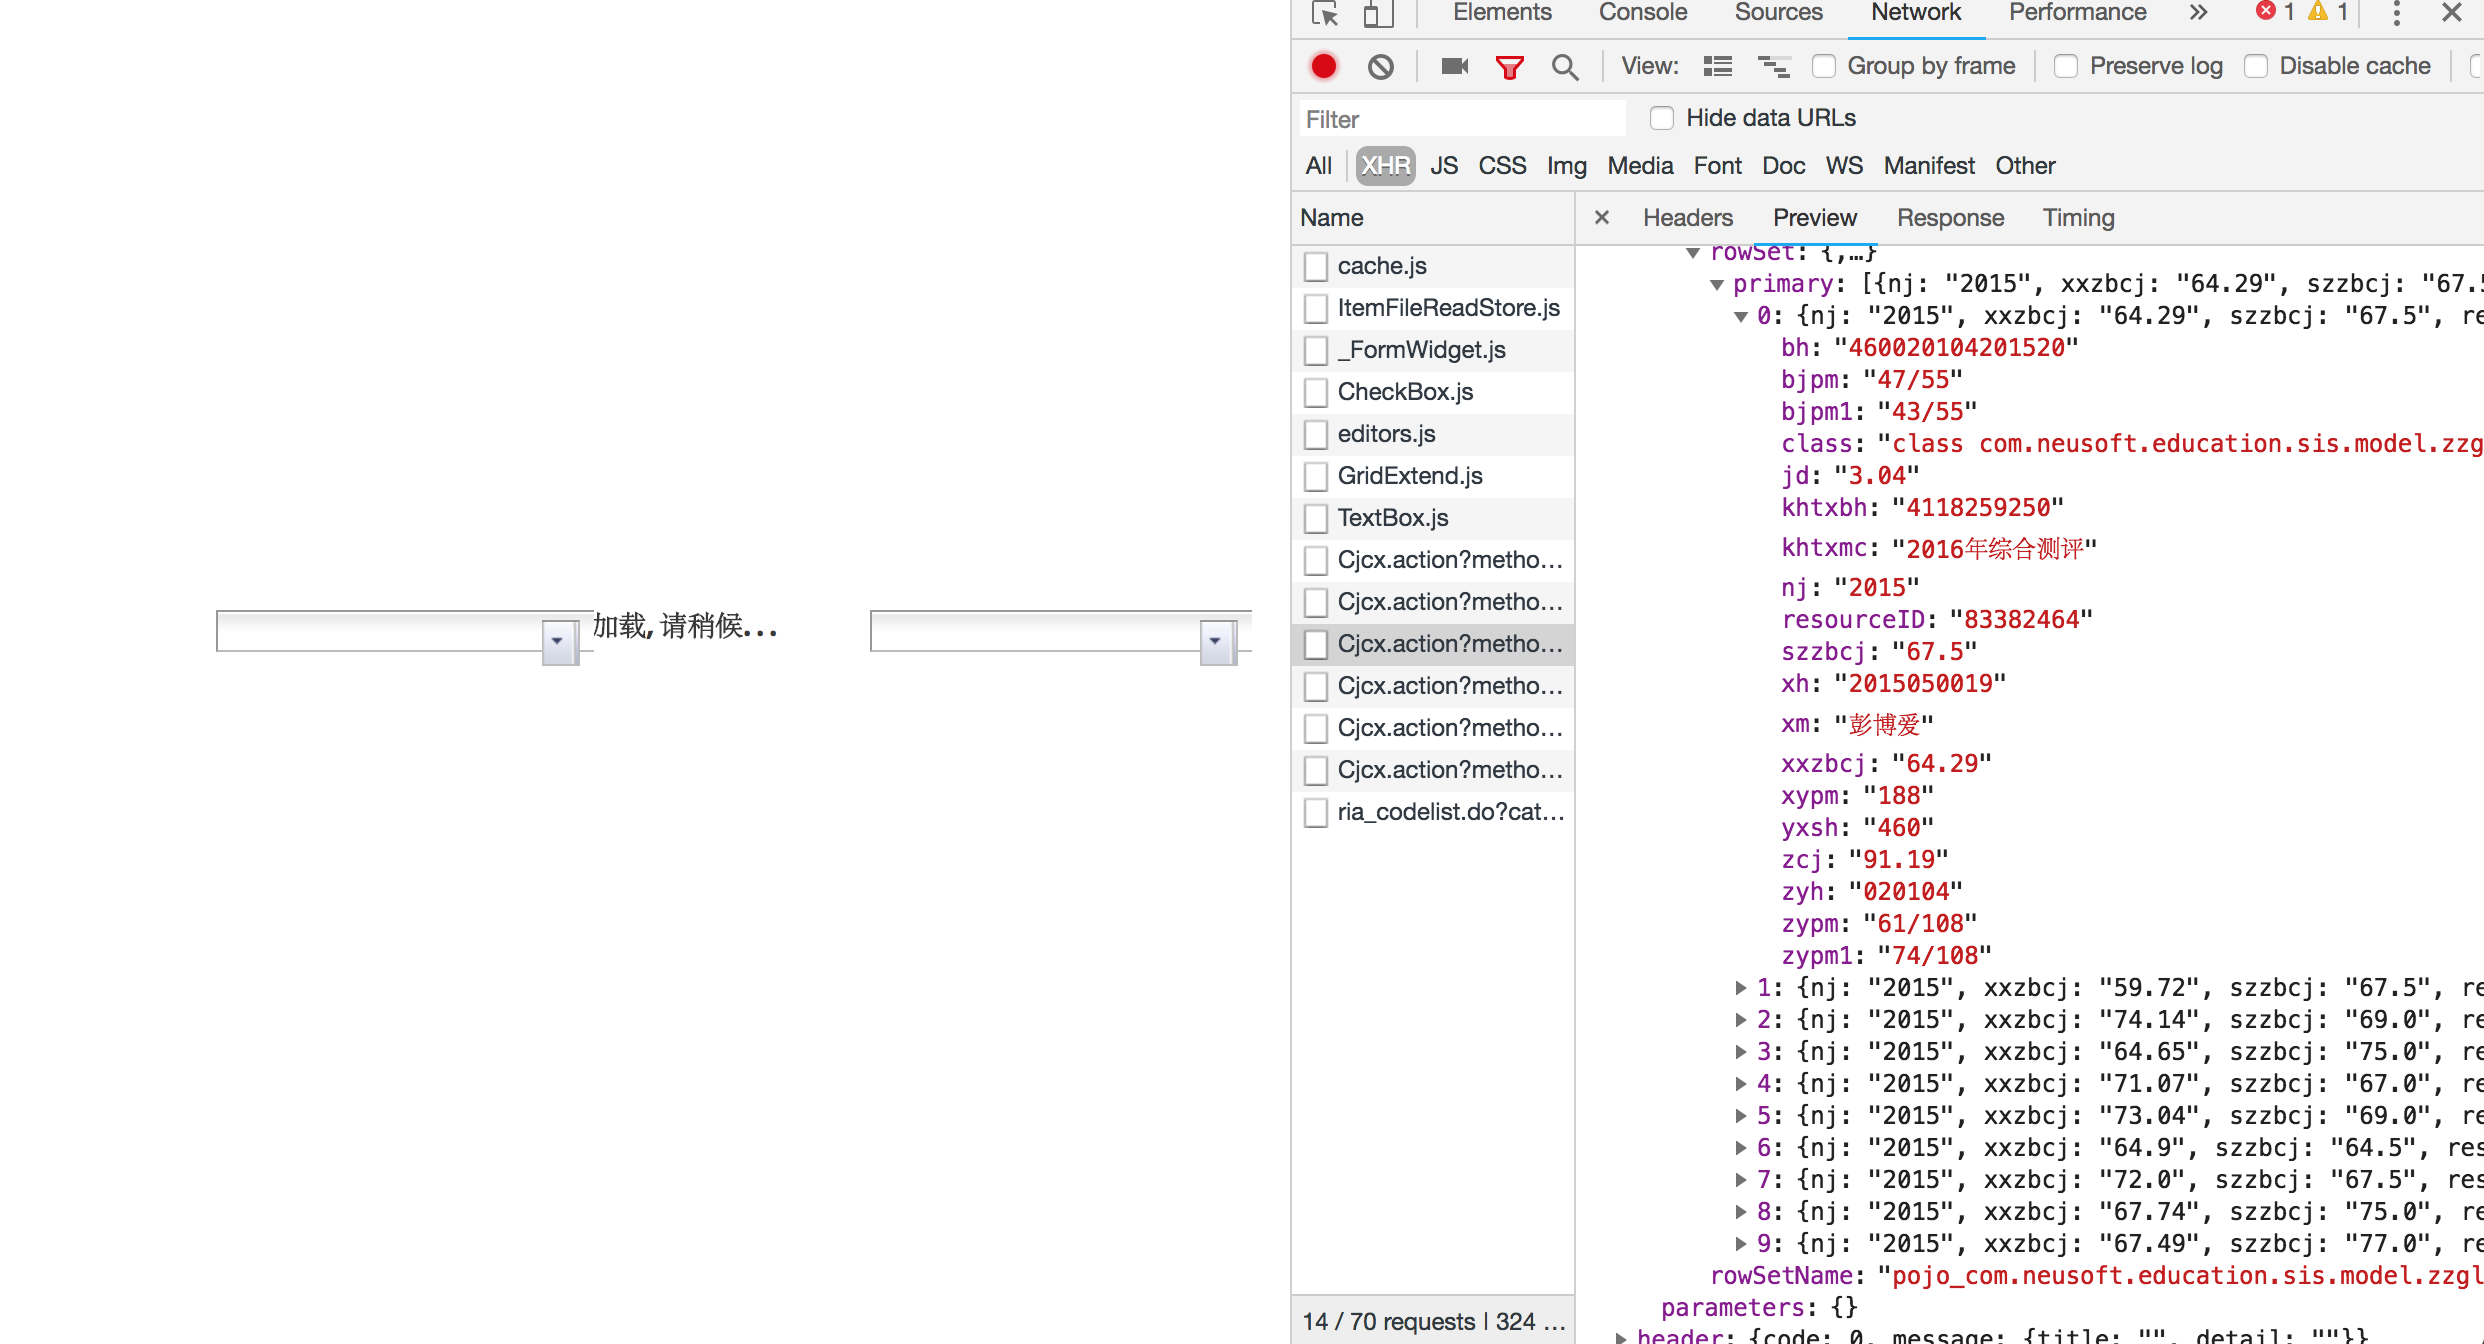 Elements Console Sources Network Performance » 1 1
View: Group by frame Preserve log Disable cache
Filter Hide data URLs
All XHR JS CSS Img Media Font Doc WS Manifest Other
Name
cache.js
ItemFileReadStore.js
_FormWidget.js
CheckBox.js
editors.js
GridExtend.js
TextBox.js
Cjcx.action?metho...
Cjcx.action?metho...
Cjcx.action?metho...
Cjcx.action?metho...
Cjcx.action?metho...
Cjcx.action?metho...
ria_codelist.do?cat...
14 / 70 requests | 324 ...
Headers Preview Response Timing
rowSet: {,…}
primary: [{nj: "2015", xxzbcj: "64.29", szzbcj: "67.5
0: {nj: "2015", xxzbcj: "64.29", szzbcj: "67.5", re
bh: "460020104201520"
bjpm: "47/55"
bjpm1: "43/55"
class: "class com.neusoft.education.sis.model.zzg
jd: "3.04"
khtxbh: "4118259250"
khtxmc: "2016年综合测评"
nj: "2015"
resourceID: "83382464"
szzbcj: "67.5"
xh: "2015050019"
xm: "彭博爱"
xxzbcj: "64.29"
xypm: "188"
yxsh: "460"
zcj: "91.19"
zyh: "020104"
zypm: "61/108"
zypm1: "74/108"
1: {nj: "2015", xxzbcj: "59.72", szzbcj: "67.5", re
2: {nj: "2015", xxzbcj: "74.14", szzbcj: "69.0", re
3: {nj: "2015", xxzbcj: "64.65", szzbcj: "75.0", re
4: {nj: "2015", xxzbcj: "71.07", szzbcj: "67.0", re
5: {nj: "2015", xxzbcj: "73.04", szzbcj: "69.0", re
6: {nj: "2015", xxzbcj: "64.9", szzbcj: "64.5", res
7: {nj: "2015", xxzbcj: "72.0", szzbcj: "67.5", res
8: {nj: "2015", xxzbcj: "67.74", szzbcj: "75.0", re
9: {nj: "2015", xxzbcj: "67.49", szzbcj: "77.0", re
rowSetName: "pojo_com.neusoft.education.sis.model.zzgl
parameters: {}
header: {code: 0, message: {title: "", detail: ""}}
加载,请稍候...